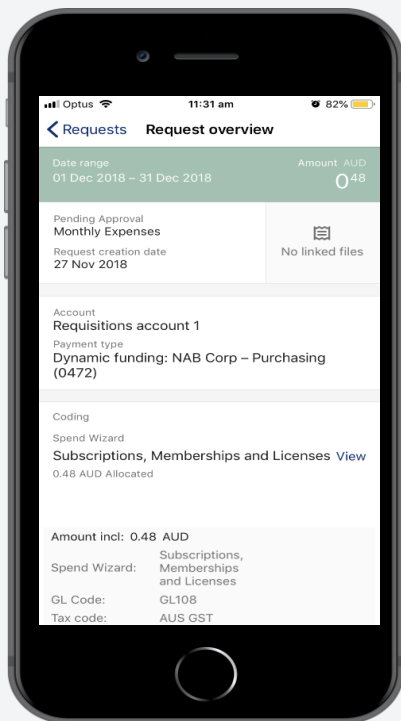 Optus 11:31 am 82%
Requests Request overview
Date range Amount AUD
01 Dec 2018 – 31 Dec 2018 048
Pending Approval
Monthly Expenses
Request creation date
27 Nov 2018
No linked files
Account
Requisitions account 1
Payment type
Dynamic funding: NAB Corp – Purchasing
(0472)
Coding
Spend Wizard
Subscriptions, Memberships and Licenses View
0.48 AUD Allocated
Amount incl: 0.48 AUD
Spend Wizard: Subscriptions,
Memberships
and Licenses
GL Code: GL108
Tax code: AUS GST